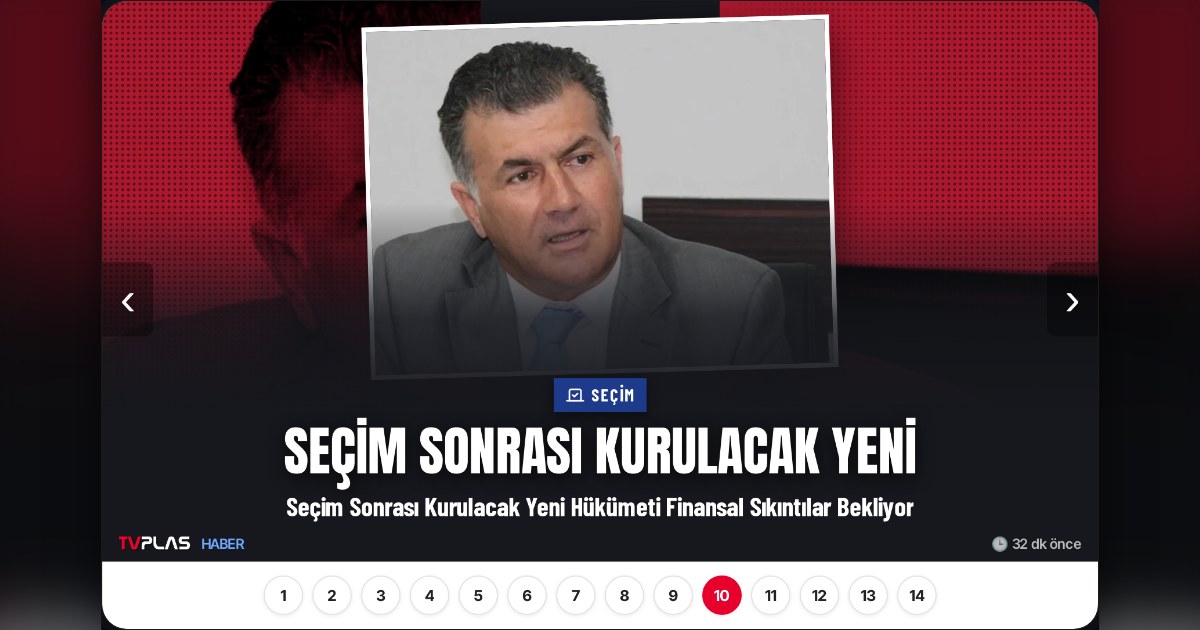 SEÇİM
SEÇİM SONRASI KURULACAK YENİ
Seçim Sonrası Kurulacak Yeni Hükümeti Finansal Sıkıntılar Bekliyor
TVPLAS HABER
32 dk önce
1 2 3 4 5 6 7 8 9 10 11 12 13 14